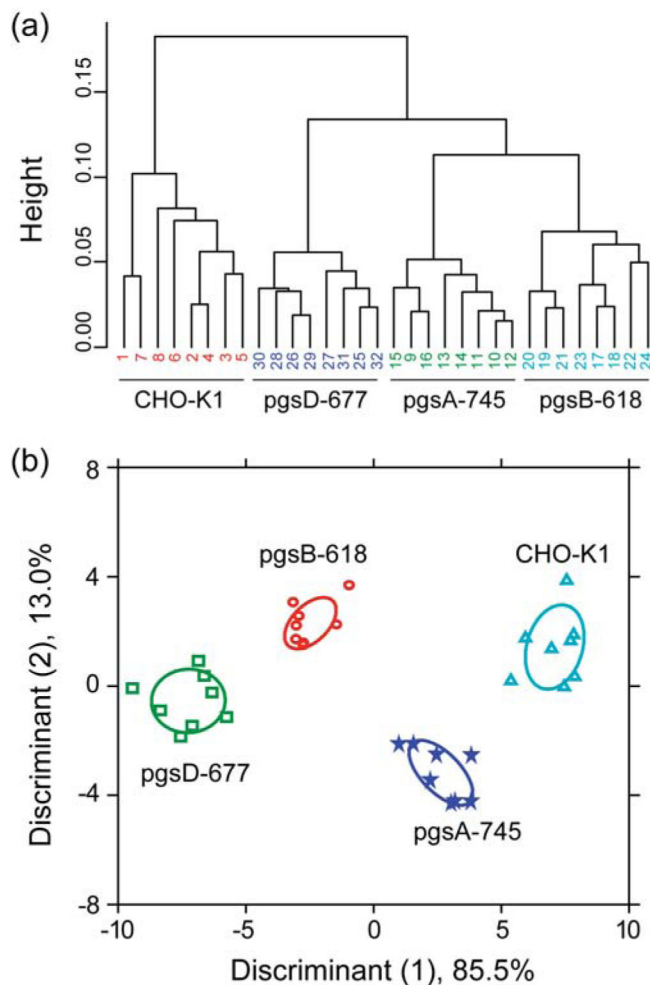 (a)
Height
0.15
0.10
0.05
0.00
1 7 8 6 2 4 3 5 30 28 26 29 27 31 25 32 15 9 16 13 14 11 10 12 20 19 21 23 17 18 22 24
CHO-K1 pgsD-677 pgsA-745 pgsB-618
(b)
Discriminant (2), 13.0%
8
4
0
-4
-8
pgsB-618 CHO-K1
pgsD-677
pgsA-745
-10 -5 0 5 10
Discriminant (1), 85.5%